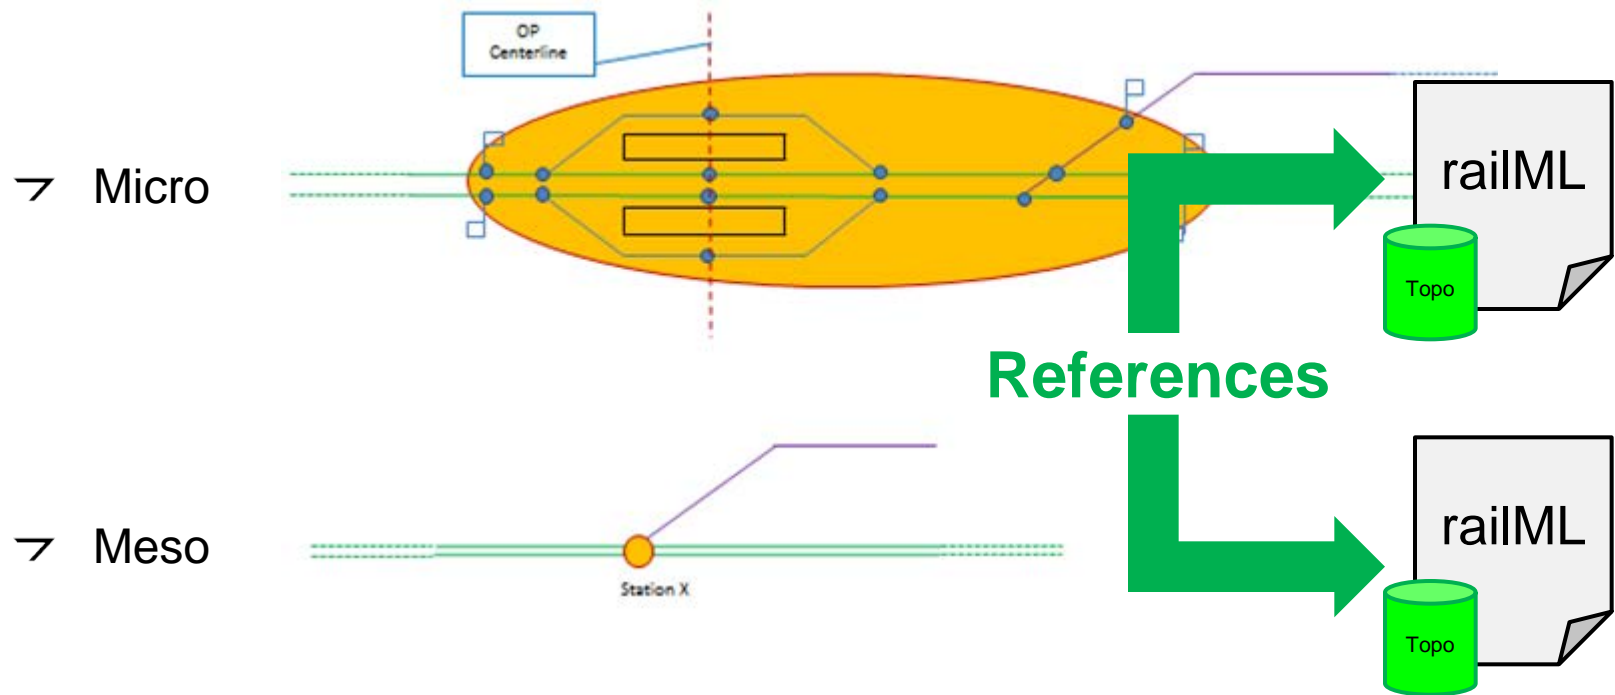 OP
Centerline
Micro
railML
Topo
References
Meso
Station X
railML
Topo